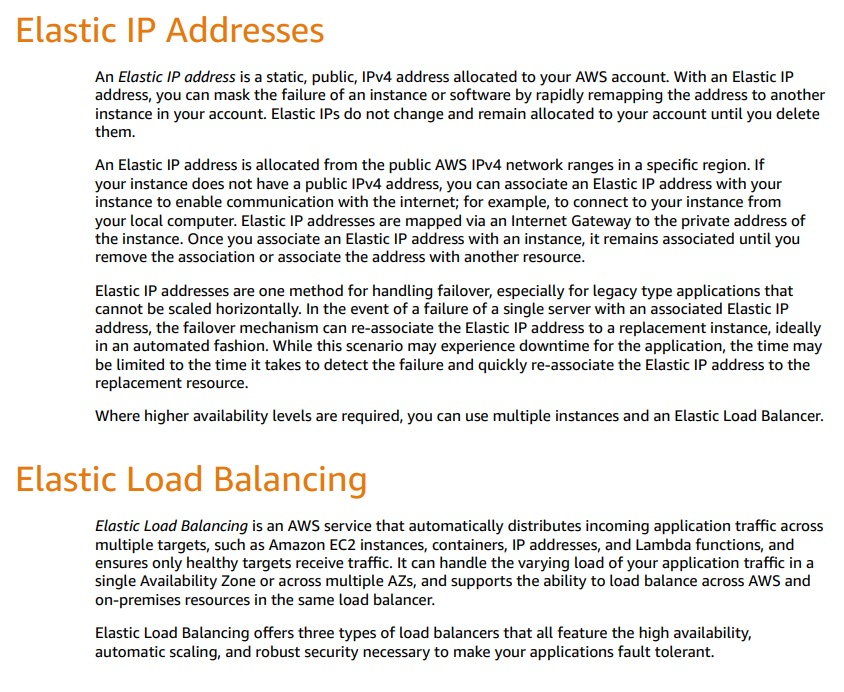 Elastic IP Addresses
An Elastic IP address is a static, public, IPv4 address allocated to your AWS account. With an Elastic IP
address, you can mask the failure of an instance or software by rapidly remapping the address to another
instance in your account. Elastic IPs do not change and remain allocated to your account until you delete
them.
An Elastic IP address is allocated from the public AWS IPv4 network ranges in a specific region. If
your instance does not have a public IPv4 address, you can associate an Elastic IP address with your
instance to enable communication with the internet; for example, to connect to your instance from
your local computer. Elastic IP addresses are mapped via an Internet Gateway to the private address of
the instance. Once you associate an Elastic IP address with an instance, it remains associated until you
remove the association or associate the address with another resource.
Elastic IP addresses are one method for handling failover, especially for legacy type applications that
cannot be scaled horizontally. In the event of a failure of a single server with an associated Elastic IP
address, the failover mechanism can re-associate the Elastic IP address to a replacement instance, ideally
in an automated fashion. While this scenario may experience downtime for the application, the time may
be limited to the time it takes to detect the failure and quickly re-associate the Elastic IP address to the
replacement resource.
Where higher availability levels are required, you can use multiple instances and an Elastic Load Balancer.
Elastic Load Balancing
Elastic Load Balancing is an AWS service that automatically distributes incoming application traffic across
multiple targets, such as Amazon EC2 instances, containers, IP addresses, and Lambda functions, and
ensures only healthy targets receive traffic. It can handle the varying load of your application traffic in a
single Availability Zone or across multiple AZs, and supports the ability to load balance across AWS and
on-premises resources in the same load balancer.
Elastic Load Balancing offers three types of load balancers that all feature the high availability,
automatic scaling, and robust security necessary to make your applications fault tolerant.